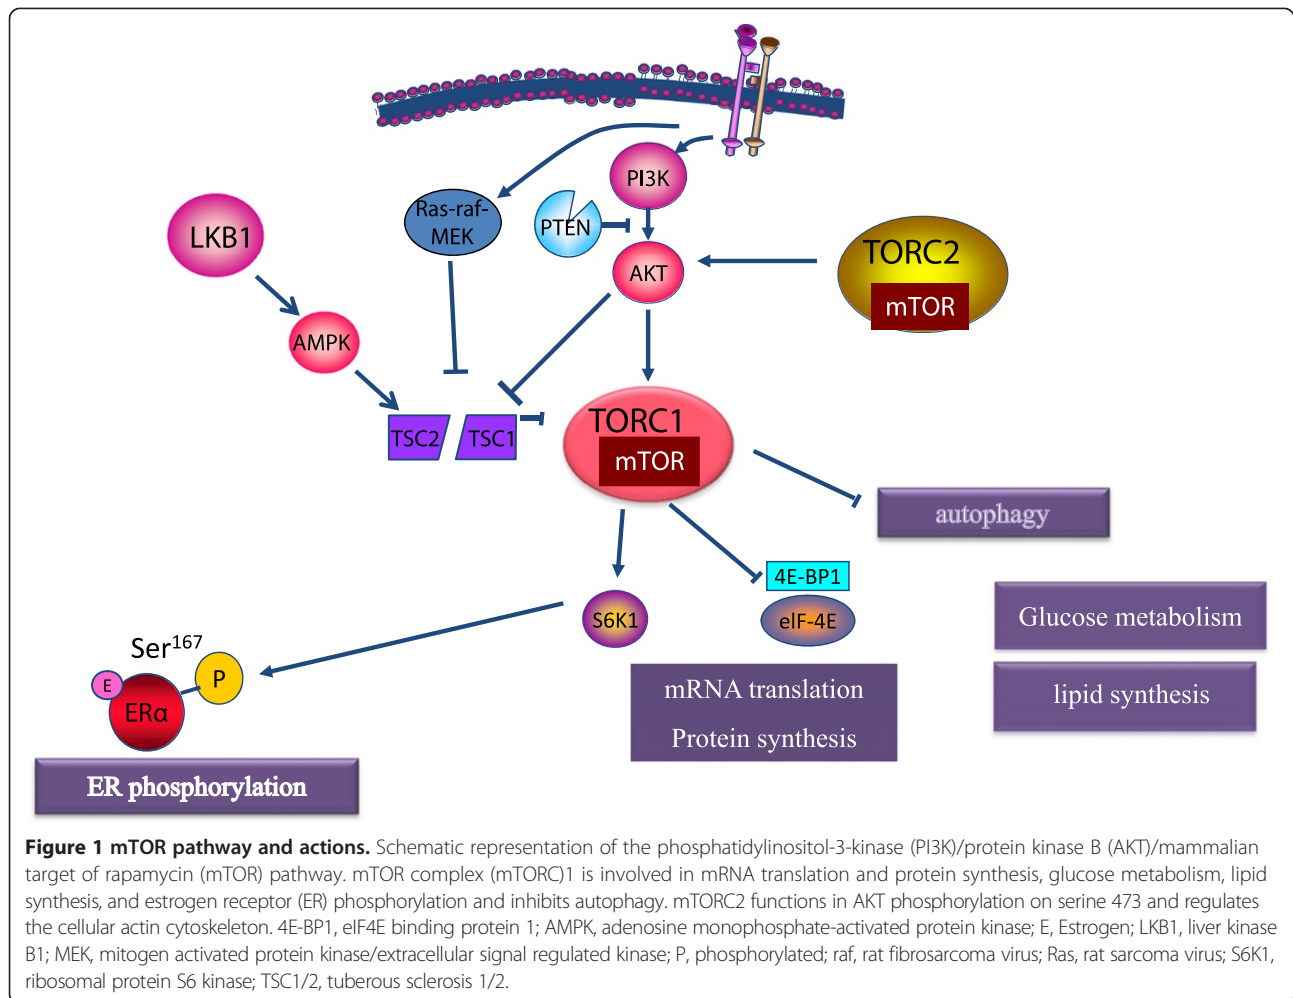 PI3K
Ras-raf-
MEK
PTEN
LKB1
TORC2
AKT
mTOR
AMPK
TORC1
TSC2
TSC1
mTOR
autophagy
4E-BP1
S6K1
eIF-4E
Glucose metabolism
Ser¹⁶⁷
P
E
ERα
mRNA translation
lipid synthesis
Protein synthesis
ER phosphorylation
Figure 1 mTOR pathway and actions. Schematic representation of the phosphatidylinositol-3-kinase (PI3K)/protein kinase B (AKT)/mammalian
target of rapamycin (mTOR) pathway. mTOR complex (mTORC)1 is involved in mRNA translation and protein synthesis, glucose metabolism, lipid
synthesis, and estrogen receptor (ER) phosphorylation and inhibits autophagy. mTORC2 functions in AKT phosphorylation on serine 473 and regulates
the cellular actin cytoskeleton. 4E-BP1, eIF4E binding protein 1; AMPK, adenosine monophosphate-activated protein kinase; E, Estrogen; LKB1, liver kinase
B1; MEK, mitogen activated protein kinase/extracellular signal regulated kinase; P, phosphorylated; raf, rat fibrosarcoma virus; Ras, rat sarcoma virus; S6K1,
ribosomal protein S6 kinase; TSC1/2, tuberous sclerosis 1/2.